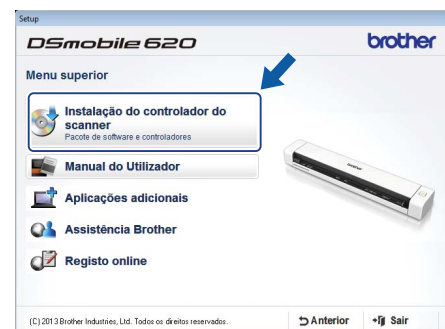 Setup
DSmobile 620
brother
Menu superior
Instalação do controlador do
scanner
Pacote de software e controladores
Manual do Utilizador
Aplicações adicionais
Assistência Brother
Registo online
(C) 2013 Brother Industries, Ltd. Todos os direitos reservados.
Anterior
Sair